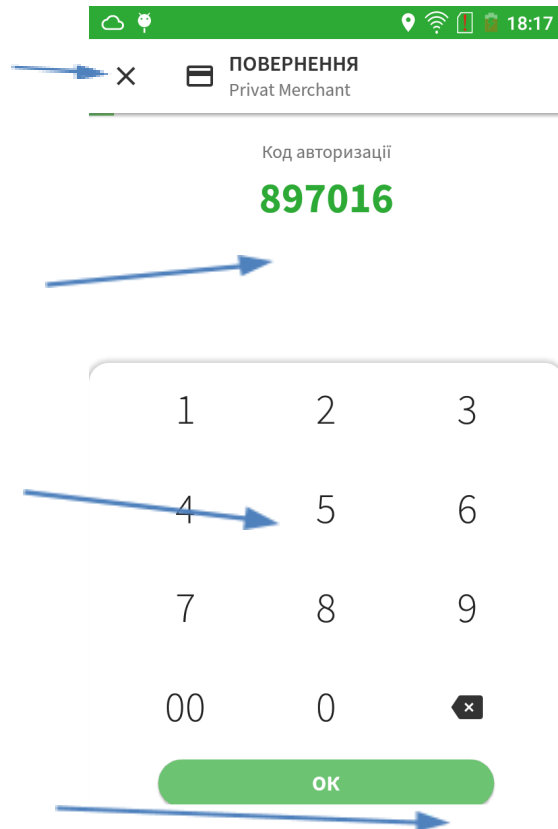 18:17
ПОВЕРНЕННЯ
Privat Merchant
Код авторизації
897016
1 2 3
4 5 6
7 8 9
00 0
ОК